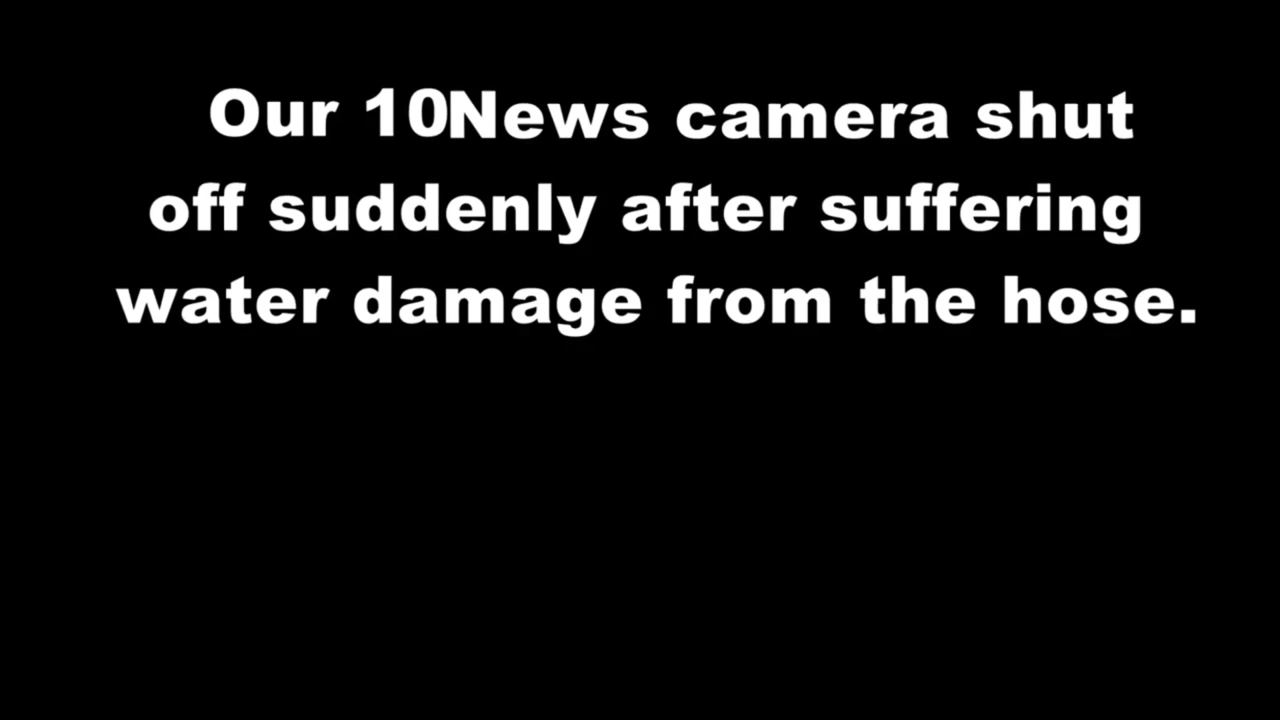 Our 10News camera shut
off suddenly after suffering
water damage from the hose.